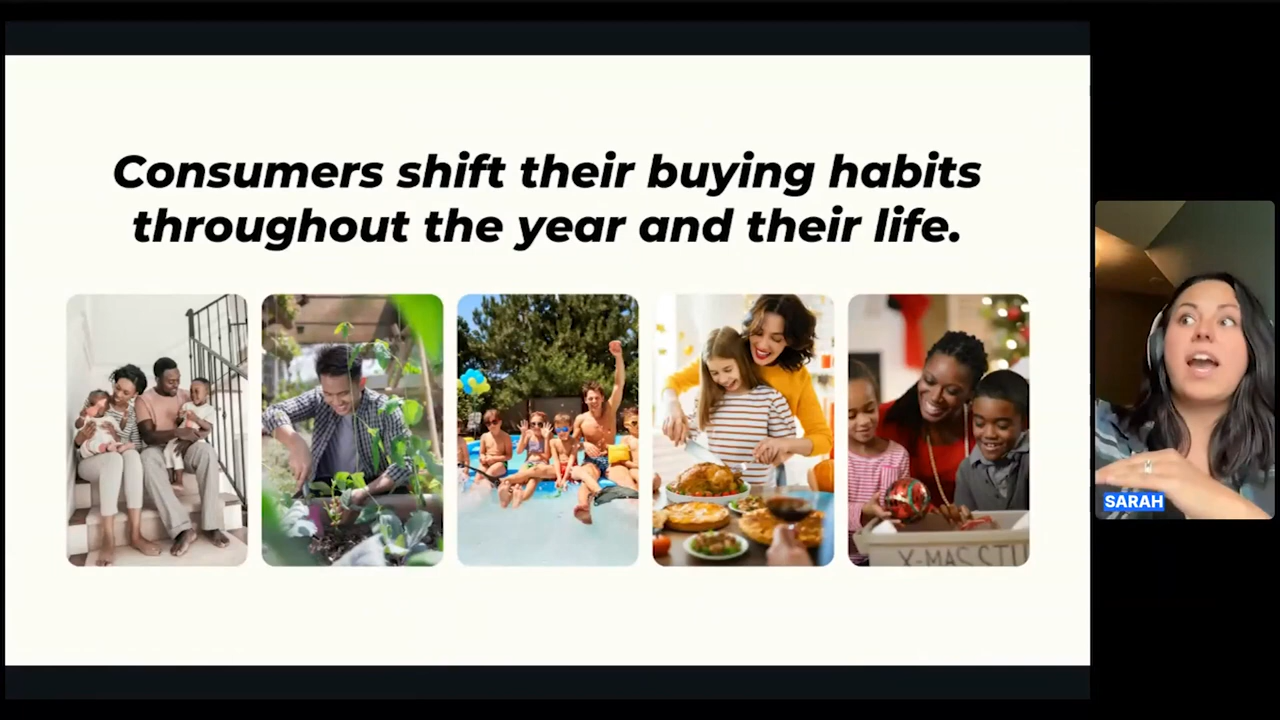 Consumers shift their buying habits
throughout the year and their life.
X-MAS STU
SARAH